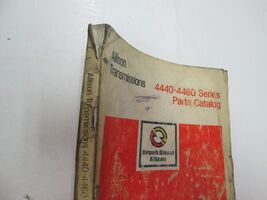 Allison
Transmissions
4440-4460 Series
Parts Catalog
Detroit Diesel
Allison
Allison Transmissions 4440-4460